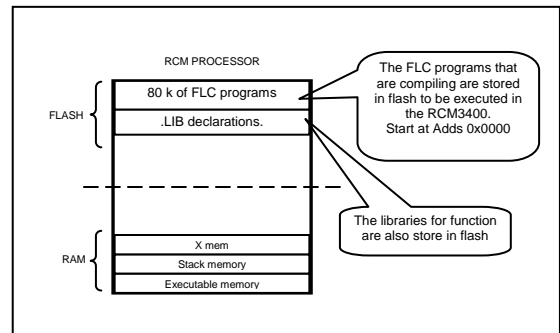 RCM PROCESSOR
80 k of FLC programs
.LIB declarations.
FLASH
The FLC programs that
are compiling are stored
in flash to be executed in
the RCM3400.
Start at Adds 0x0000
The libraries for function
are also store in flash
X mem
RAM
Stack memory
Executable memory